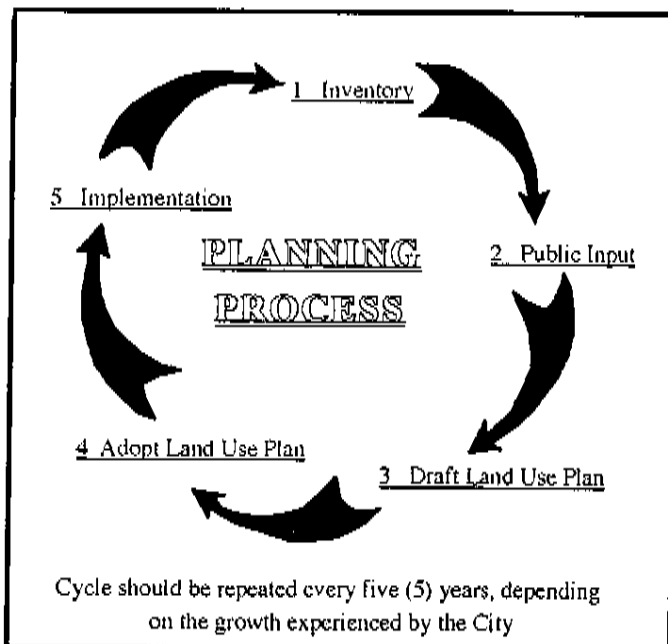 1 Inventory
5 Implementation
2 Public Input
PLANNING
PROCESS
4 Adopt Land Use Plan
3 Draft Land Use Plan
Cycle should be repeated every five (5) years, depending
on the growth experienced by the City